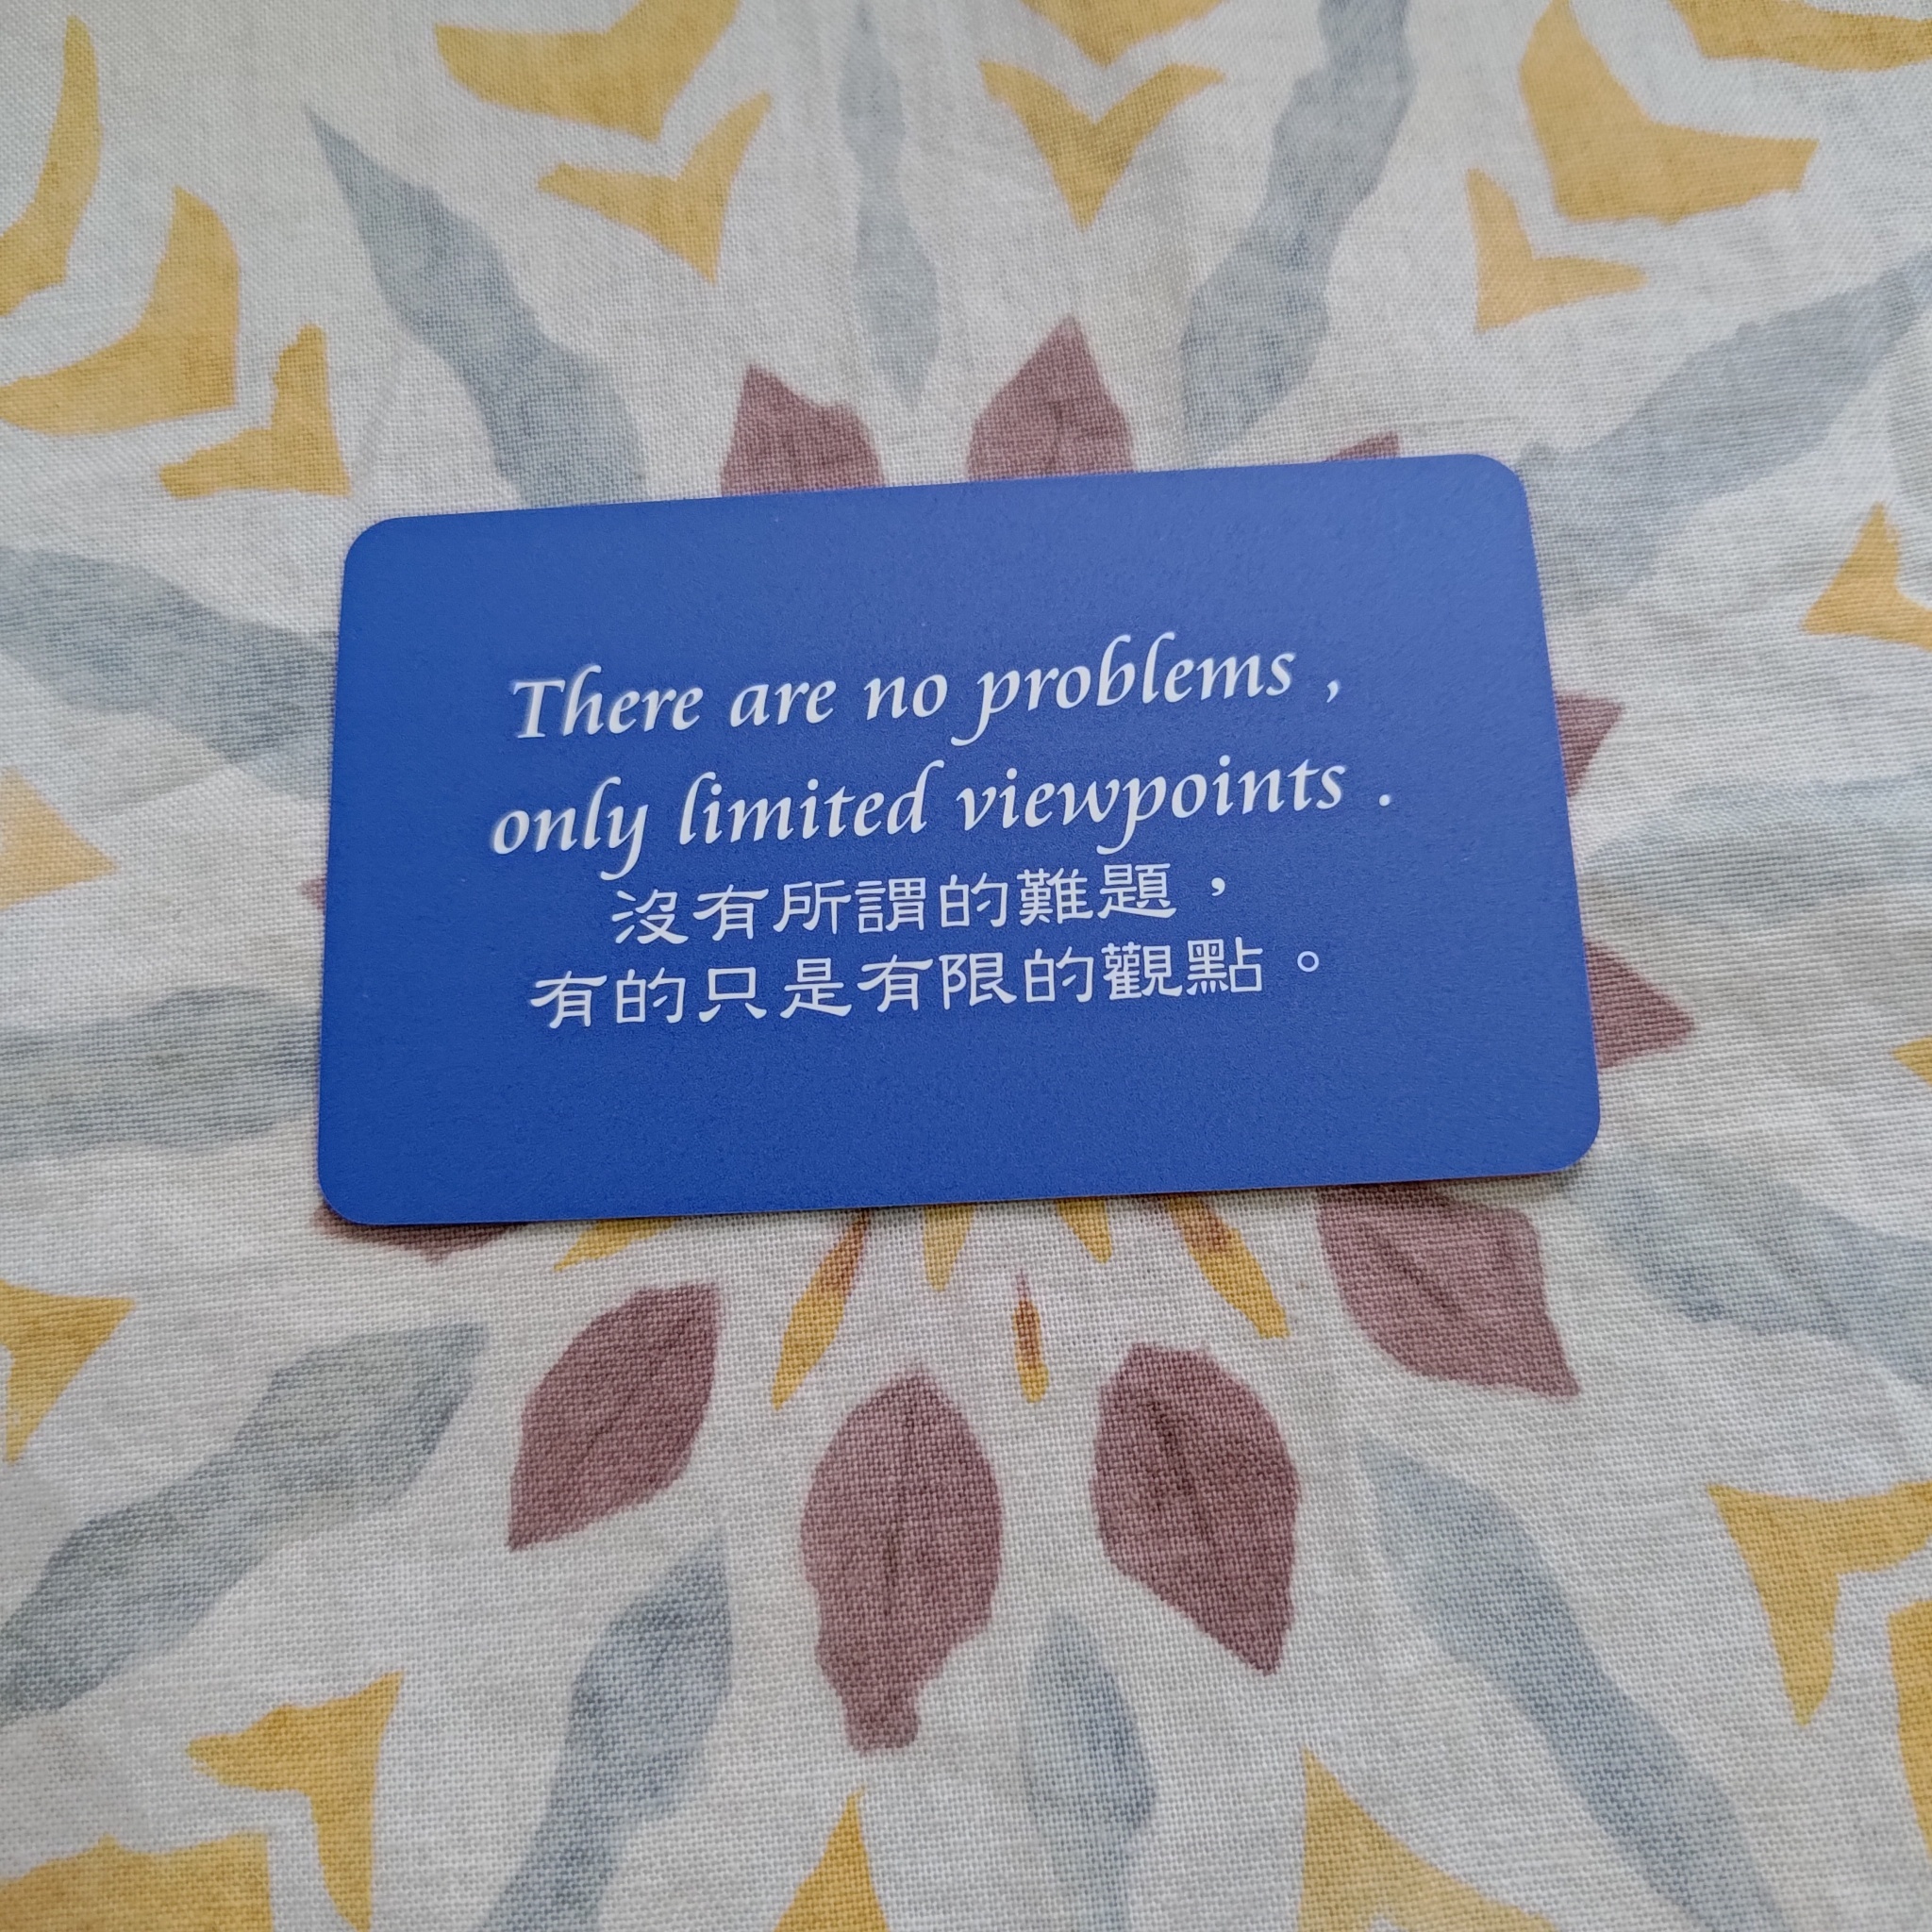 There are no problems ,
only limited viewpoints .
沒有所謂的難題，
有的只是有限的觀點。